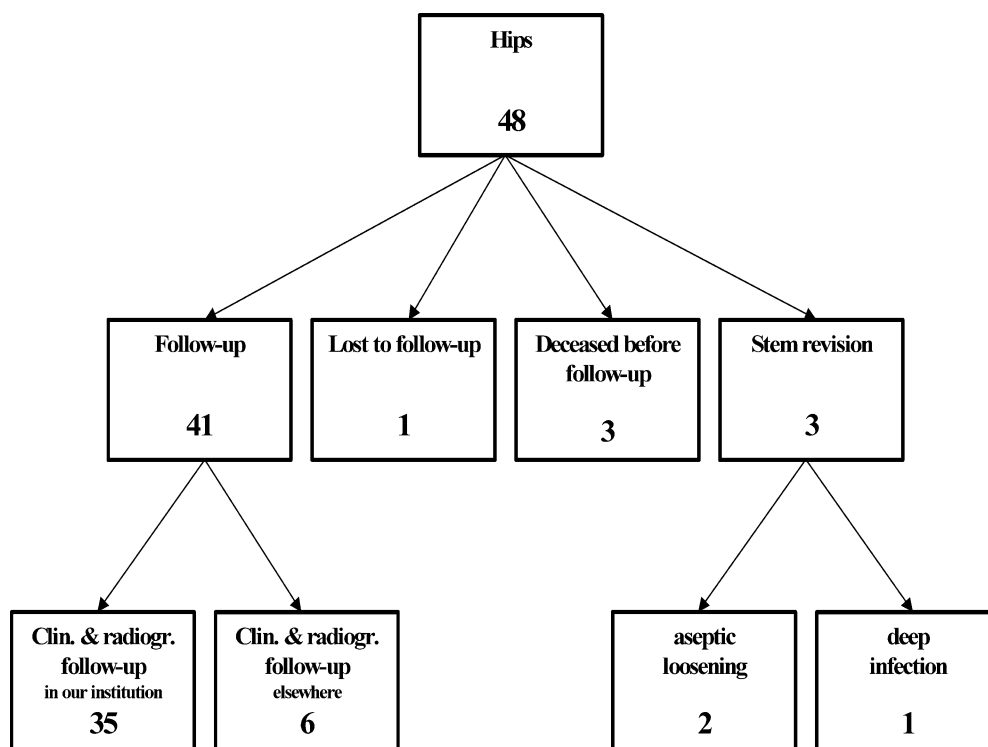 Hips
48
Follow-up
41
Lost to follow-up
1
Deceased before
follow-up
3
Stem revision
3
Clin. & radiogr.
follow-up
in our institution
35
Clin. & radiogr.
follow-up
elsewhere
6
aseptic
loosening
2
deep
infection
1